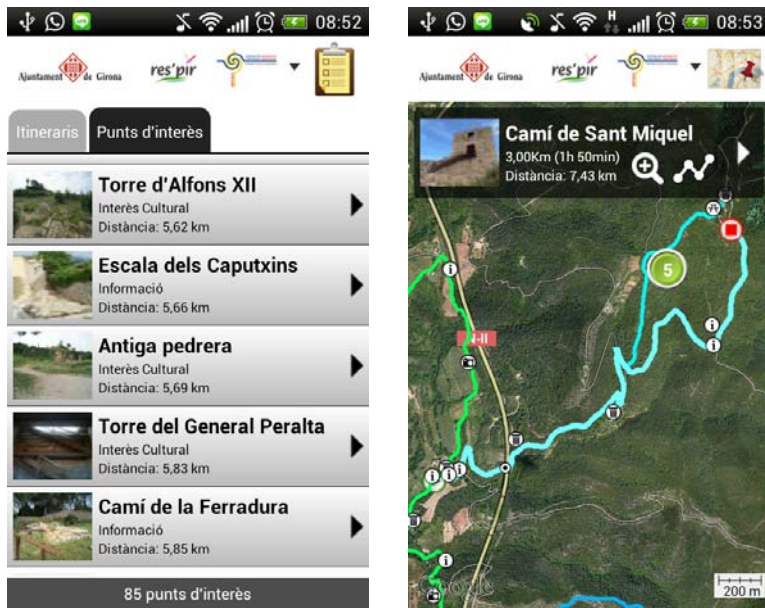 08:52
Ajuntament de Girona
res'pir
Itineraris
Punts d'interès
Torre d'Alfons XII
Interès Cultural
Distància: 5,62 km
Escala dels Caputxins
Informació
Distància: 5,66 km
Antiga pedrera
Interès Cultural
Distància: 5,69 km
Torre del General Peralta
Interès Cultural
Distància: 5,83 km
Camí de la Ferradura
Informació
Distància: 5,85 km
85 punts d'interès
H
08:53
Ajuntament de Girona
res'pir
Camí de Sant Miquel
3,00Km (1h 50min)
Distància: 7,43 km
5
N-II
Google
200 m